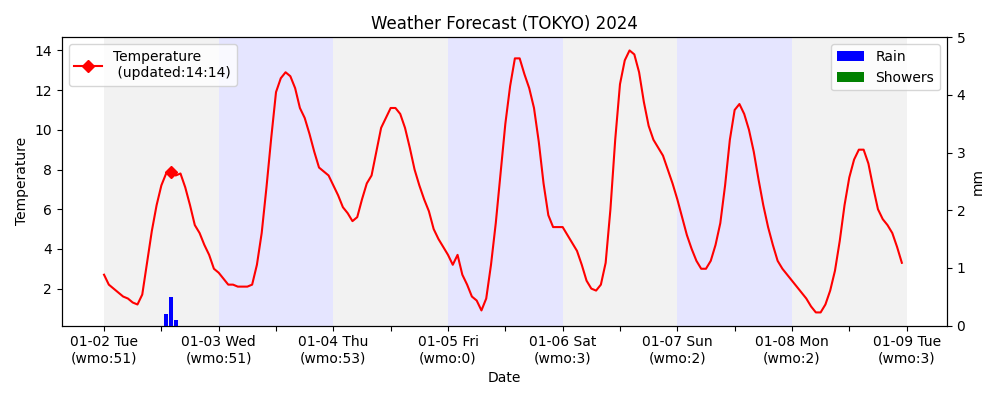 Weather Forecast (TOKYO) 2024
Temperature
(updated:14:14)
Rain
Showers
14
12
10
8
6
4
2
Temperature
5
4
3
2
1
0
mm
01-02 Tue 01-03 Wed 01-04 Thu 01-05 Fri 01-06 Sat 01-07 Sun 01-08 Mon 01-09 Tue
(wmo:51) (wmo:51) (wmo:53) (wmo:0) (wmo:3) (wmo:2) (wmo:2) (wmo:3)
Date